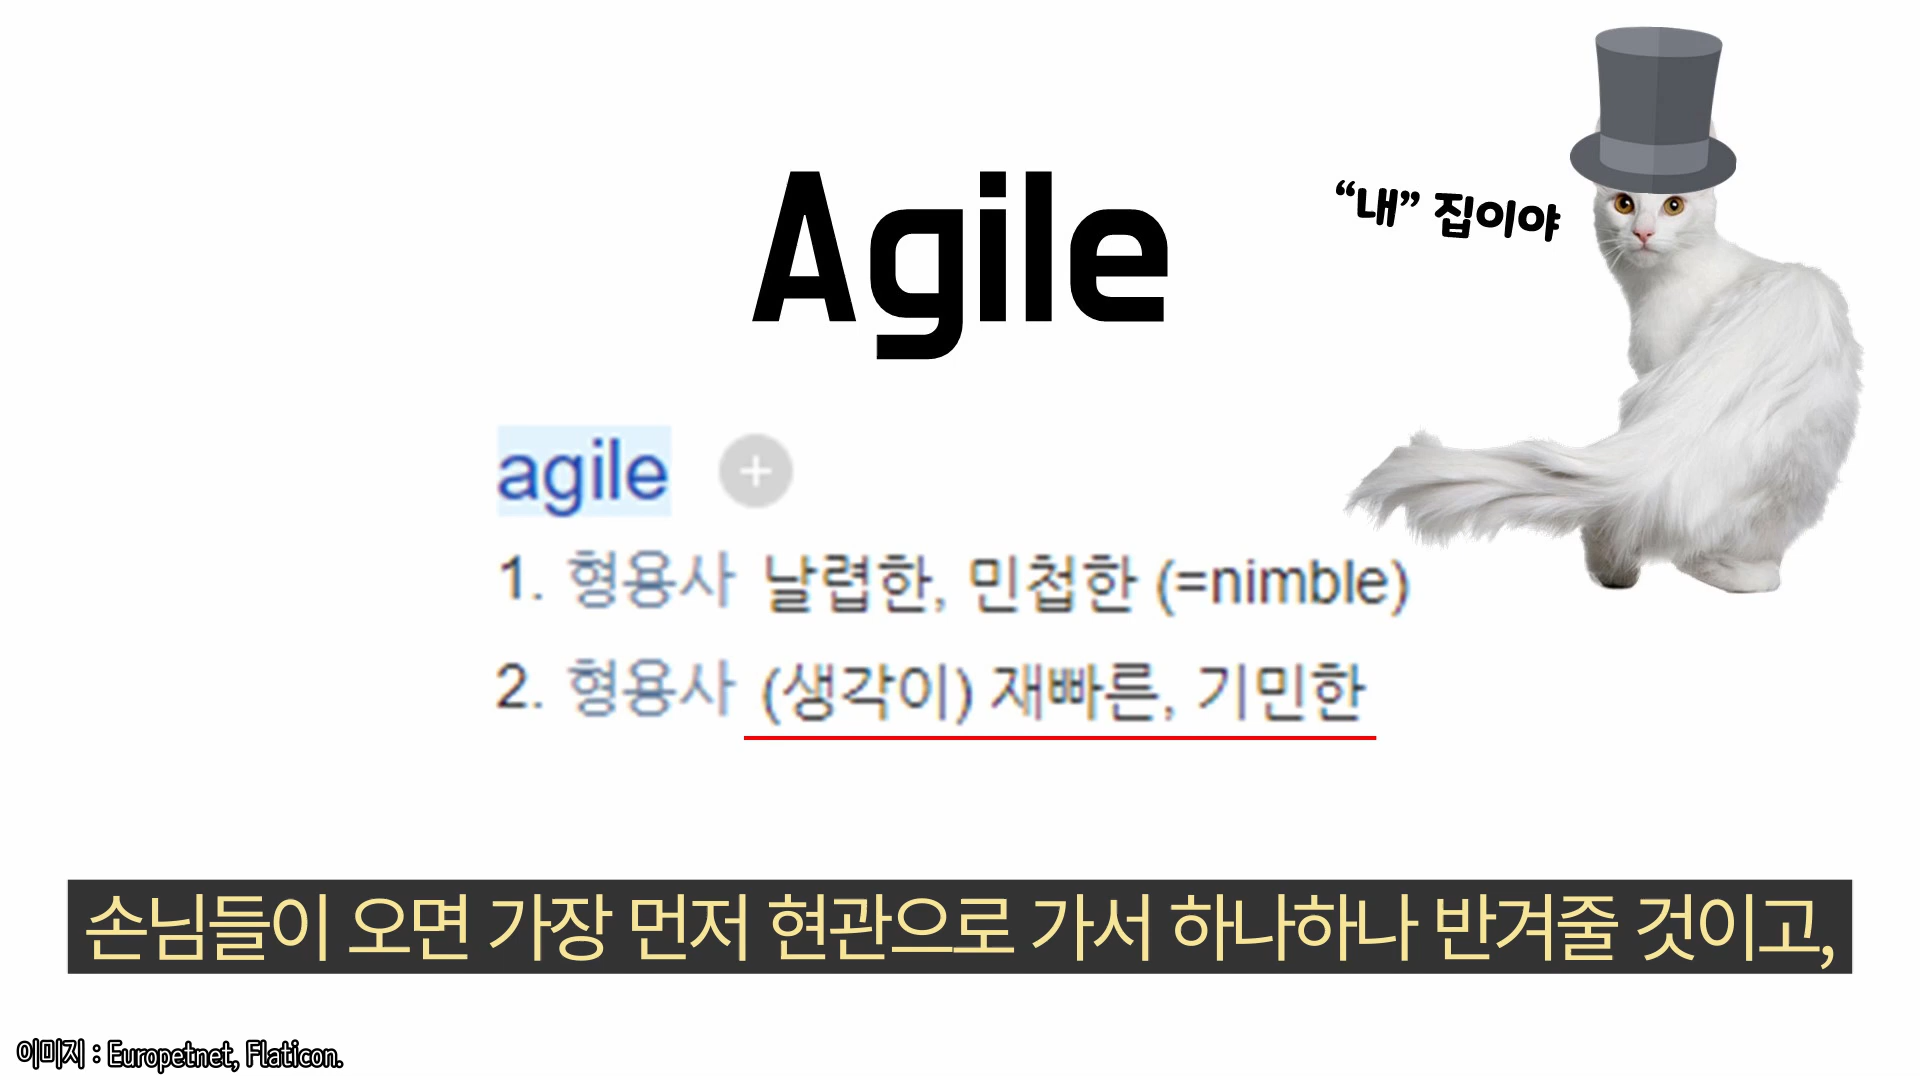 Agile
“내” 집이야
agile +
1. 형용사 날렵한, 민첩한 (=nimble)
2. 형용사 (생각이) 재빠른, 기민한
손님들이 오면 가장 먼저 현관으로 가서 하나하나 반겨줄 것이고,
이미지 : Europetnet, Flaticon.